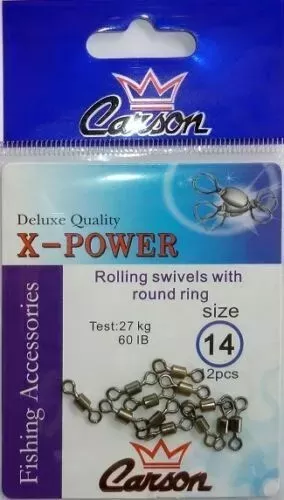 Carson
Deluxe Quality
X-POWER
Rolling swivels with
round ring
size
Test:27 kg
60 IB
14
12pcs
Fishing Accessories
Carson